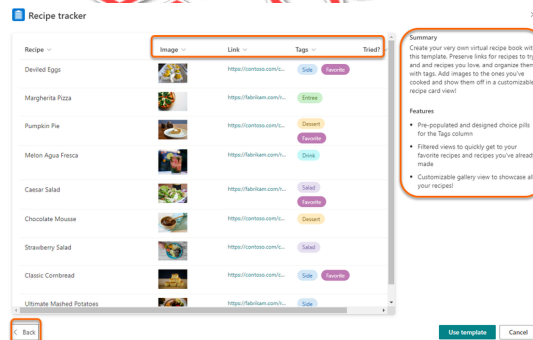 Recipe tracker
Recipe Image Link Tags Tried?
Deviled Eggs https://contoso.com/c... Side Favorite
Margherita Pizza https://fabrikam.com/r... Entree
Pumpkin Pie https://contoso.com/c... Dessert
Favorite
Melon Agua Fresca https://fabrikam.com/r... Drink
Caesar Salad https://contoso.com/c... Salad
Favorite
Chocolate Mousse https://contoso.com/c... Dessert
Strawberry Salad https://contoso.com/c... Salad
Classic Cornbread https://fabrikam.com/r... Side Favorite
Ultimate Mashed Potatoes https://fabrikam.com/r... Side
Summary
Create your very own virtual recipe book wit
this template. Preserve links for recipes to try
and and recipes you love, and organize them
with tags. Add images to the ones you've
cooked and show them off in a customizable
recipe card view!
Features
• Pre-populated and designed choice pills
for the Tags column
• Filtered views to quickly get to your
favorite recipes and recipes you've alread
made
• Customizable gallery view to showcase al
your recipes!
Back
Use template Cancel